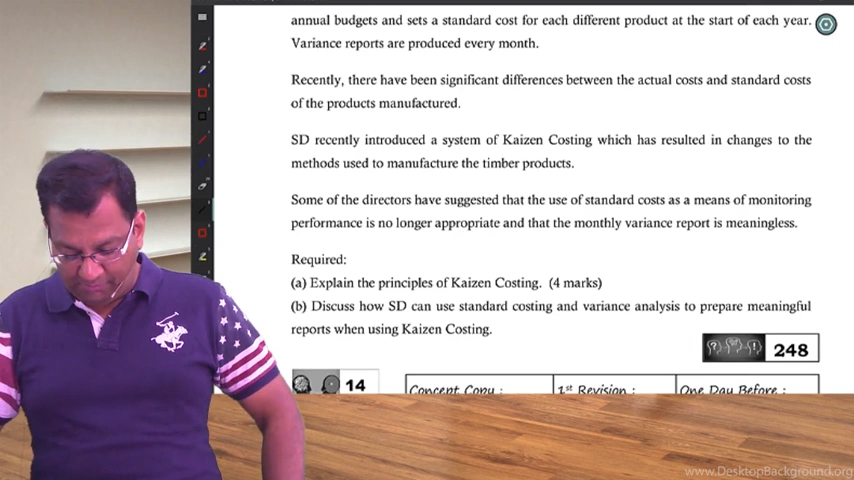 annual budgets and sets a standard cost for each different product at the start of each year.
Variance reports are produced every month.
Recently, there have been significant differences between the actual costs and standard costs
of the products manufactured.
SD recently introduced a system of Kaizen Costing which has resulted in changes to the
methods used to manufacture the timber products.
Some of the directors have suggested that the use of standard costs as a means of monitoring
performance is no longer appropriate and that the monthly variance report is meaningless.
Required:
(a) Explain the principles of Kaizen Costing. (4 marks)
(b) Discuss how SD can use standard costing and variance analysis to prepare meaningful
reports when using Kaizen Costing.
248
14
Concept Copy : 1st Revision : One Day Before :
www.DesktopBackground.org